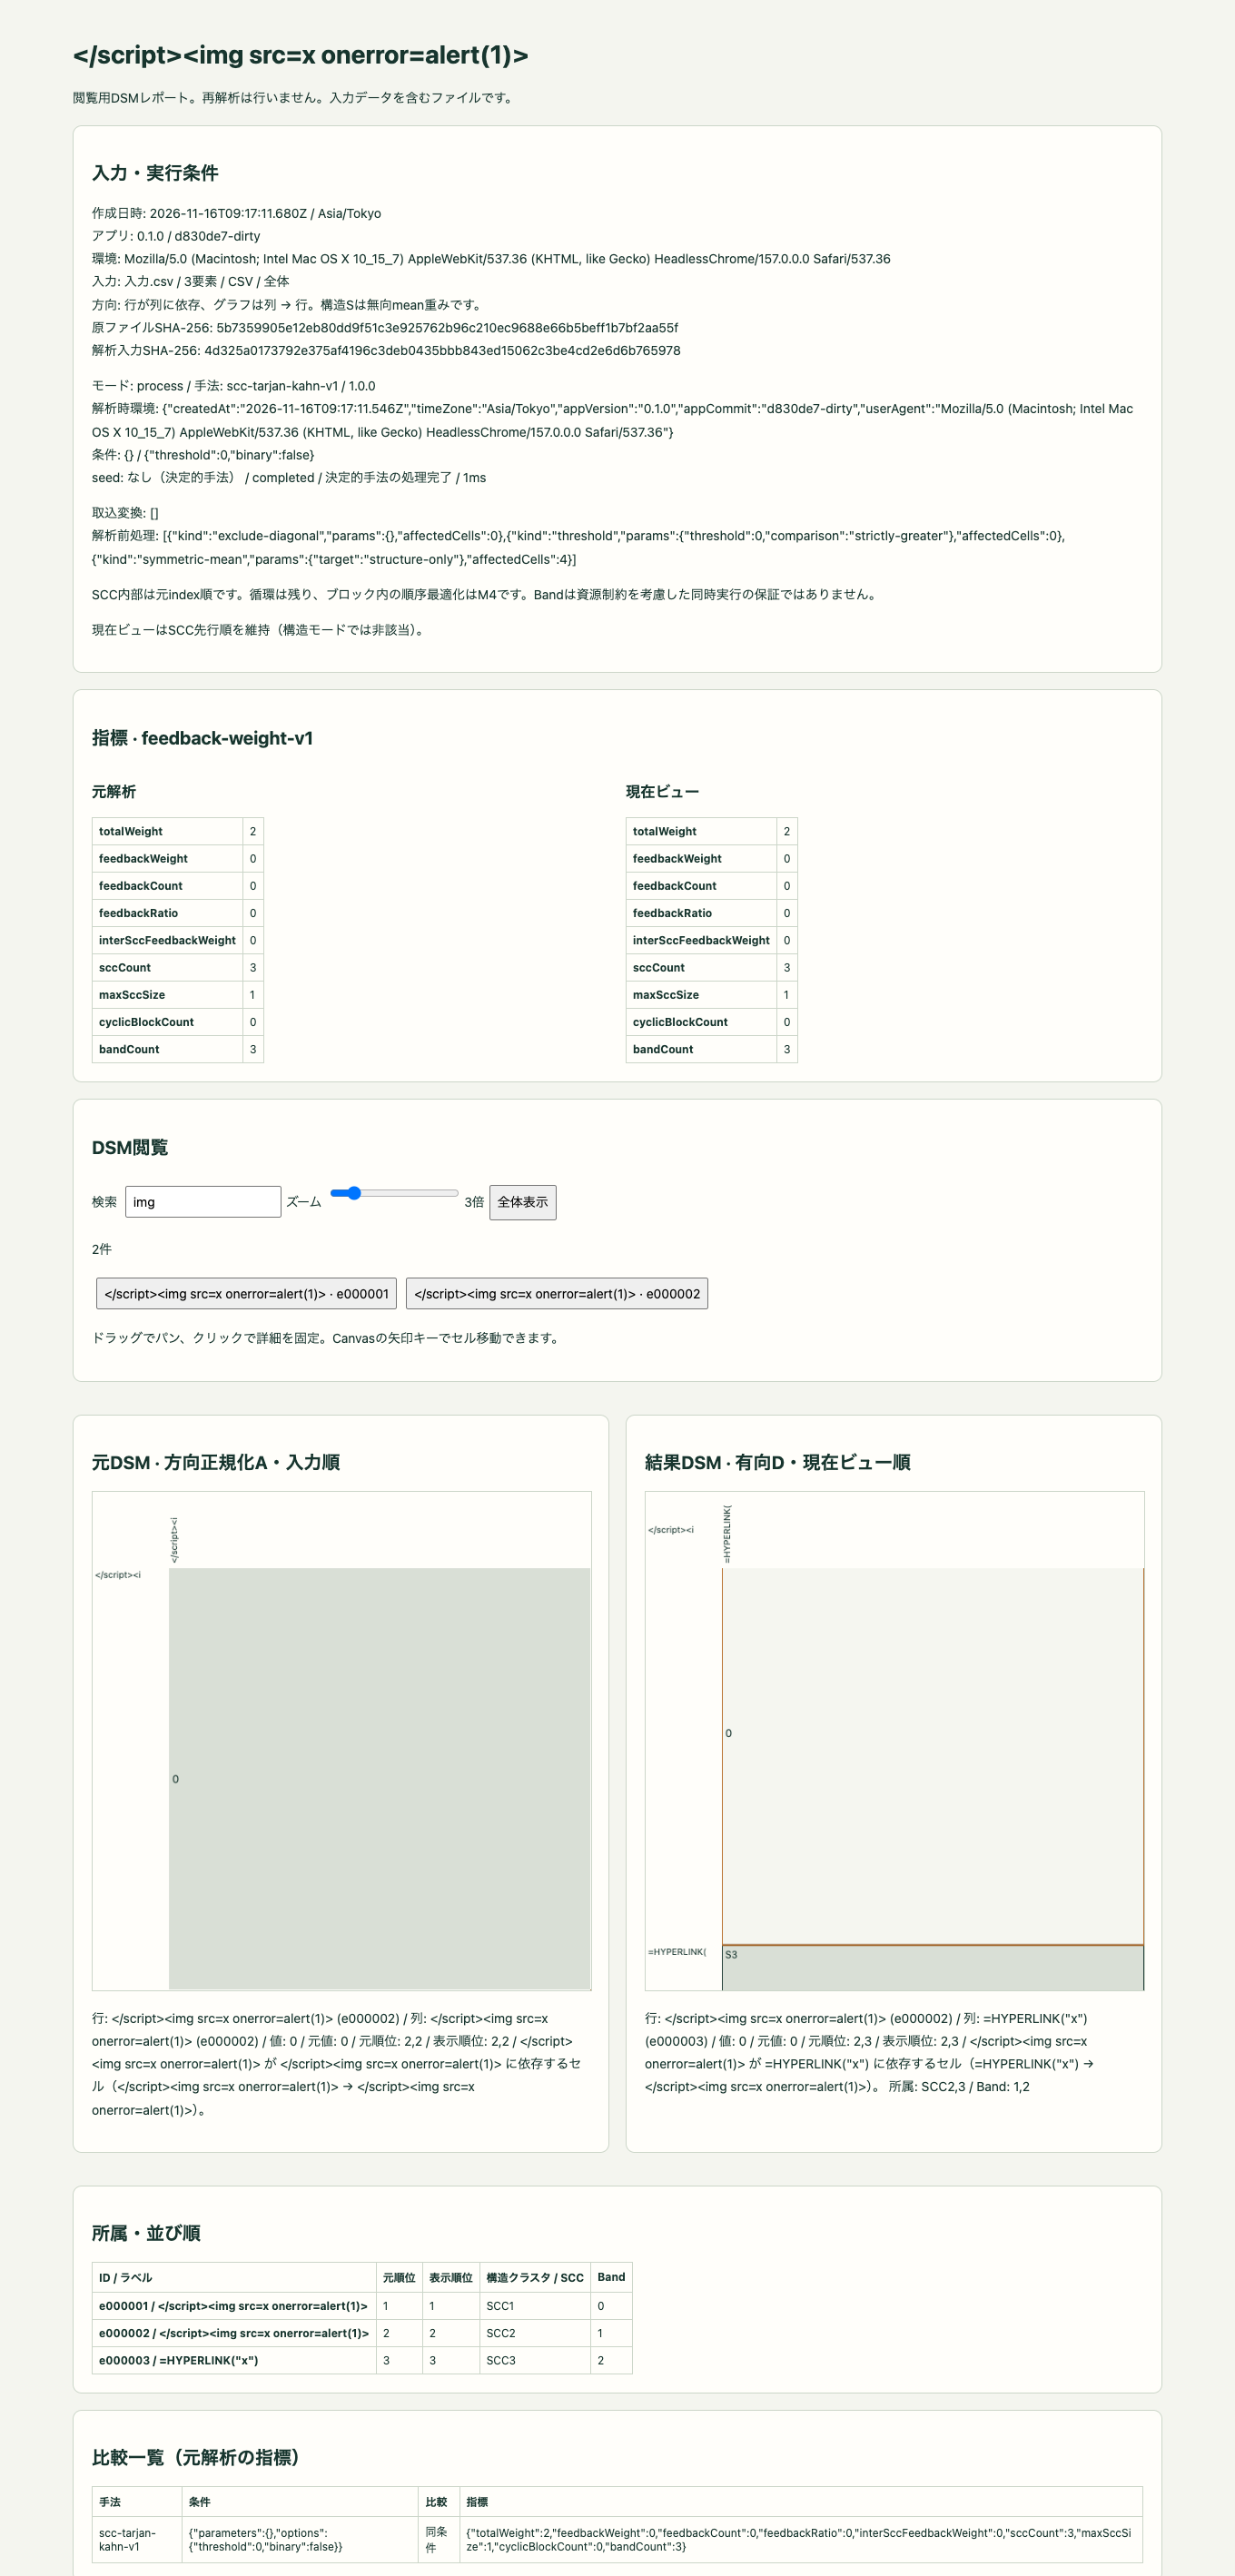 </script><img src=x onerror=alert(1)>
閲覧用DSMレポート。再解析は行いません。入力データを含むファイルです。
入力・実行条件
作成日時: 2026-11-16T09:17:11.680Z / Asia/Tokyo
アプリ: 0.1.0 / d830de7-dirty
環境: Mozilla/5.0 (Macintosh; Intel Mac OS X 10_15_7) AppleWebKit/537.36 (KHTML, like Gecko) HeadlessChrome/157.0.0.0 Safari/537.36
入力: 入力.csv / 3要素 / CSV / 全体
方向: 行が列に依存、グラフは列 → 行。構造Sは無向mean重みです。
原ファイルSHA-256: 5b7359905e12eb80dd9f51c3e925762b96c210ec9688e66b5beff1b7bf2aa55f
解析入力SHA-256: 4d325a0173792e375af4196c3deb0435bbb843ed15062c3be4cd2e6d6b765978
モード: process / 手法: scc-tarjan-kahn-v1 / 1.0.0
解析時環境: {"createdAt":"2026-11-16T09:17:11.546Z","timeZone":"Asia/Tokyo","appVersion":"0.1.0","appCommit":"d830de7-dirty","userAgent":"Mozilla/5.0 (Macintosh; Intel Mac
OS X 10_15_7) AppleWebKit/537.36 (KHTML, like Gecko) HeadlessChrome/157.0.0.0 Safari/537.36"}
条件: {} / {"threshold":0,"binary":false}
seed: なし（決定的手法） / completed / 決定的手法の処理完了 / 1ms
取込変換: []
解析前処理: [{"kind":"exclude-diagonal","params":{},"affectedCells":0},{"kind":"threshold","params":{"threshold":0,"comparison":"strictly-greater"},"affectedCells":0},
{"kind":"symmetric-mean","params":{"target":"structure-only"},"affectedCells":4}]
SCC内部は元index順です。循環は残り、ブロック内の順序最適化はM4です。Bandは資源制約を考慮した同時実行の保証ではありません。
現在ビューはSCC先行順を維持（構造モードでは非該当）。
指標 · feedback-weight-v1
元解析
totalWeight 2
feedbackWeight 0
feedbackCount 0
feedbackRatio 0
interSccFeedbackWeight 0
sccCount 3
maxSccSize 1
cyclicBlockCount 0
bandCount 3
現在ビュー
totalWeight 2
feedbackWeight 0
feedbackCount 0
feedbackRatio 0
interSccFeedbackWeight 0
sccCount 3
maxSccSize 1
cyclicBlockCount 0
bandCount 3
DSM閲覧
検索 img ズーム 3倍 全体表示
2件
</script><img src=x onerror=alert(1)> · e000001 </script><img src=x onerror=alert(1)> · e000002
ドラッグでパン、クリックで詳細を固定。Canvasの矢印キーでセル移動できます。
元DSM · 方向正規化A・入力順
</script><i
</script><i
0
行: </script><img src=x onerror=alert(1)> (e000002) / 列: </script><img src=x
onerror=alert(1)> (e000002) / 値: 0 / 元値: 0 / 元順位: 2,2 / 表示順位: 2,2 / </script>
<img src=x onerror=alert(1)> が </script><img src=x onerror=alert(1)> に依存するセ
ル（</script><img src=x onerror=alert(1)> → </script><img src=x
onerror=alert(1)>）。
結果DSM · 有向D・現在ビュー順
</script><i
=HYPERLINK(
0
=HYPERLINK(
S3
行: </script><img src=x onerror=alert(1)> (e000002) / 列: =HYPERLINK("x")
(e000003) / 値: 0 / 元値: 0 / 元順位: 2,3 / 表示順位: 2,3 / </script><img src=x
onerror=alert(1)> が =HYPERLINK("x") に依存するセル（=HYPERLINK("x") →
</script><img src=x onerror=alert(1)>）。 所属: SCC2,3 / Band: 1,2
所属・並び順
ID / ラベル 元順位 表示順位 構造クラスタ / SCC Band
e000001 / </script><img src=x onerror=alert(1)> 1 1 SCC1 0
e000002 / </script><img src=x onerror=alert(1)> 2 2 SCC2 1
e000003 / =HYPERLINK("x") 3 3 SCC3 2
比較一覧（元解析の指標）
手法 条件 比較 指標
scc-tarjan-
kahn-v1
{"parameters":{},"options":
{"threshold":0,"binary":false}}
同条
件
{"totalWeight":2,"feedbackWeight":0,"feedbackCount":0,"feedbackRatio":0,"interSccFeedbackWeight":0,"sccCount":3,"maxSccSi
ze":1,"cyclicBlockCount":0,"bandCount":3}